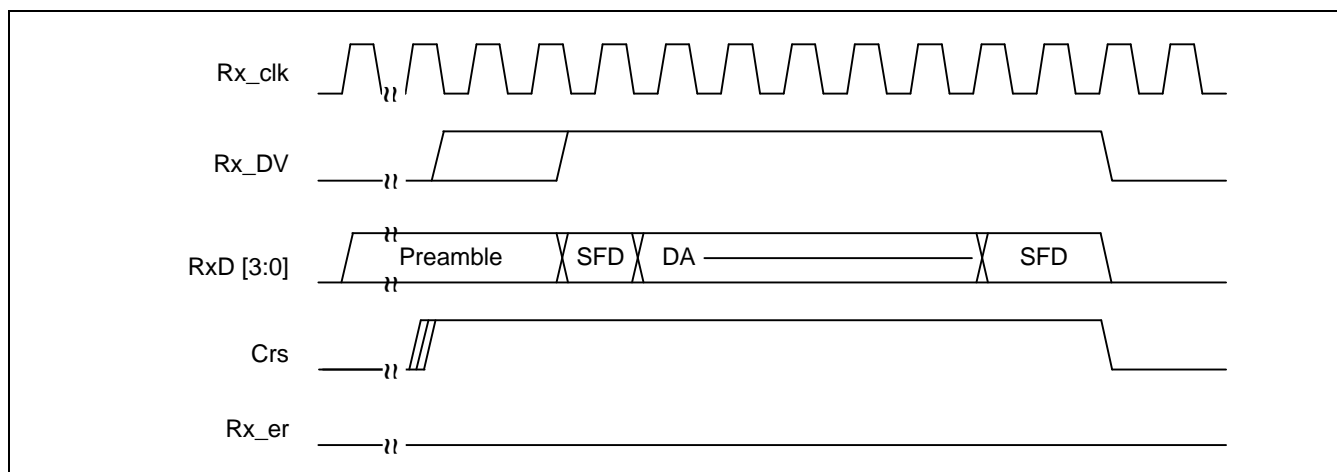 Rx_clk
Rx_DV
RxD [3:0] Preamble SFD DA SFD
Crs
Rx_er